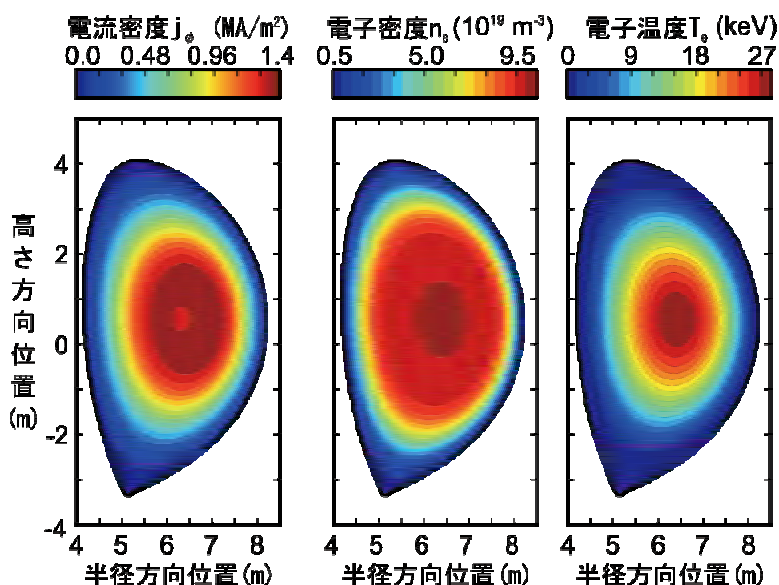 電流密度jφ (MA/m²)
0.0 0.48 0.96 1.4
電子密度ne(10¹⁹ m⁻³)
0.5 5.0 9.5
電子温度Te(keV)
0 9 18 27
高さ方向位置(m)
4
2
0
-2
-4
4 5 6 7 8
半径方向位置(m)
4 5 6 7 8
半径方向位置(m)
4 5 6 7 8
半径方向位置(m)